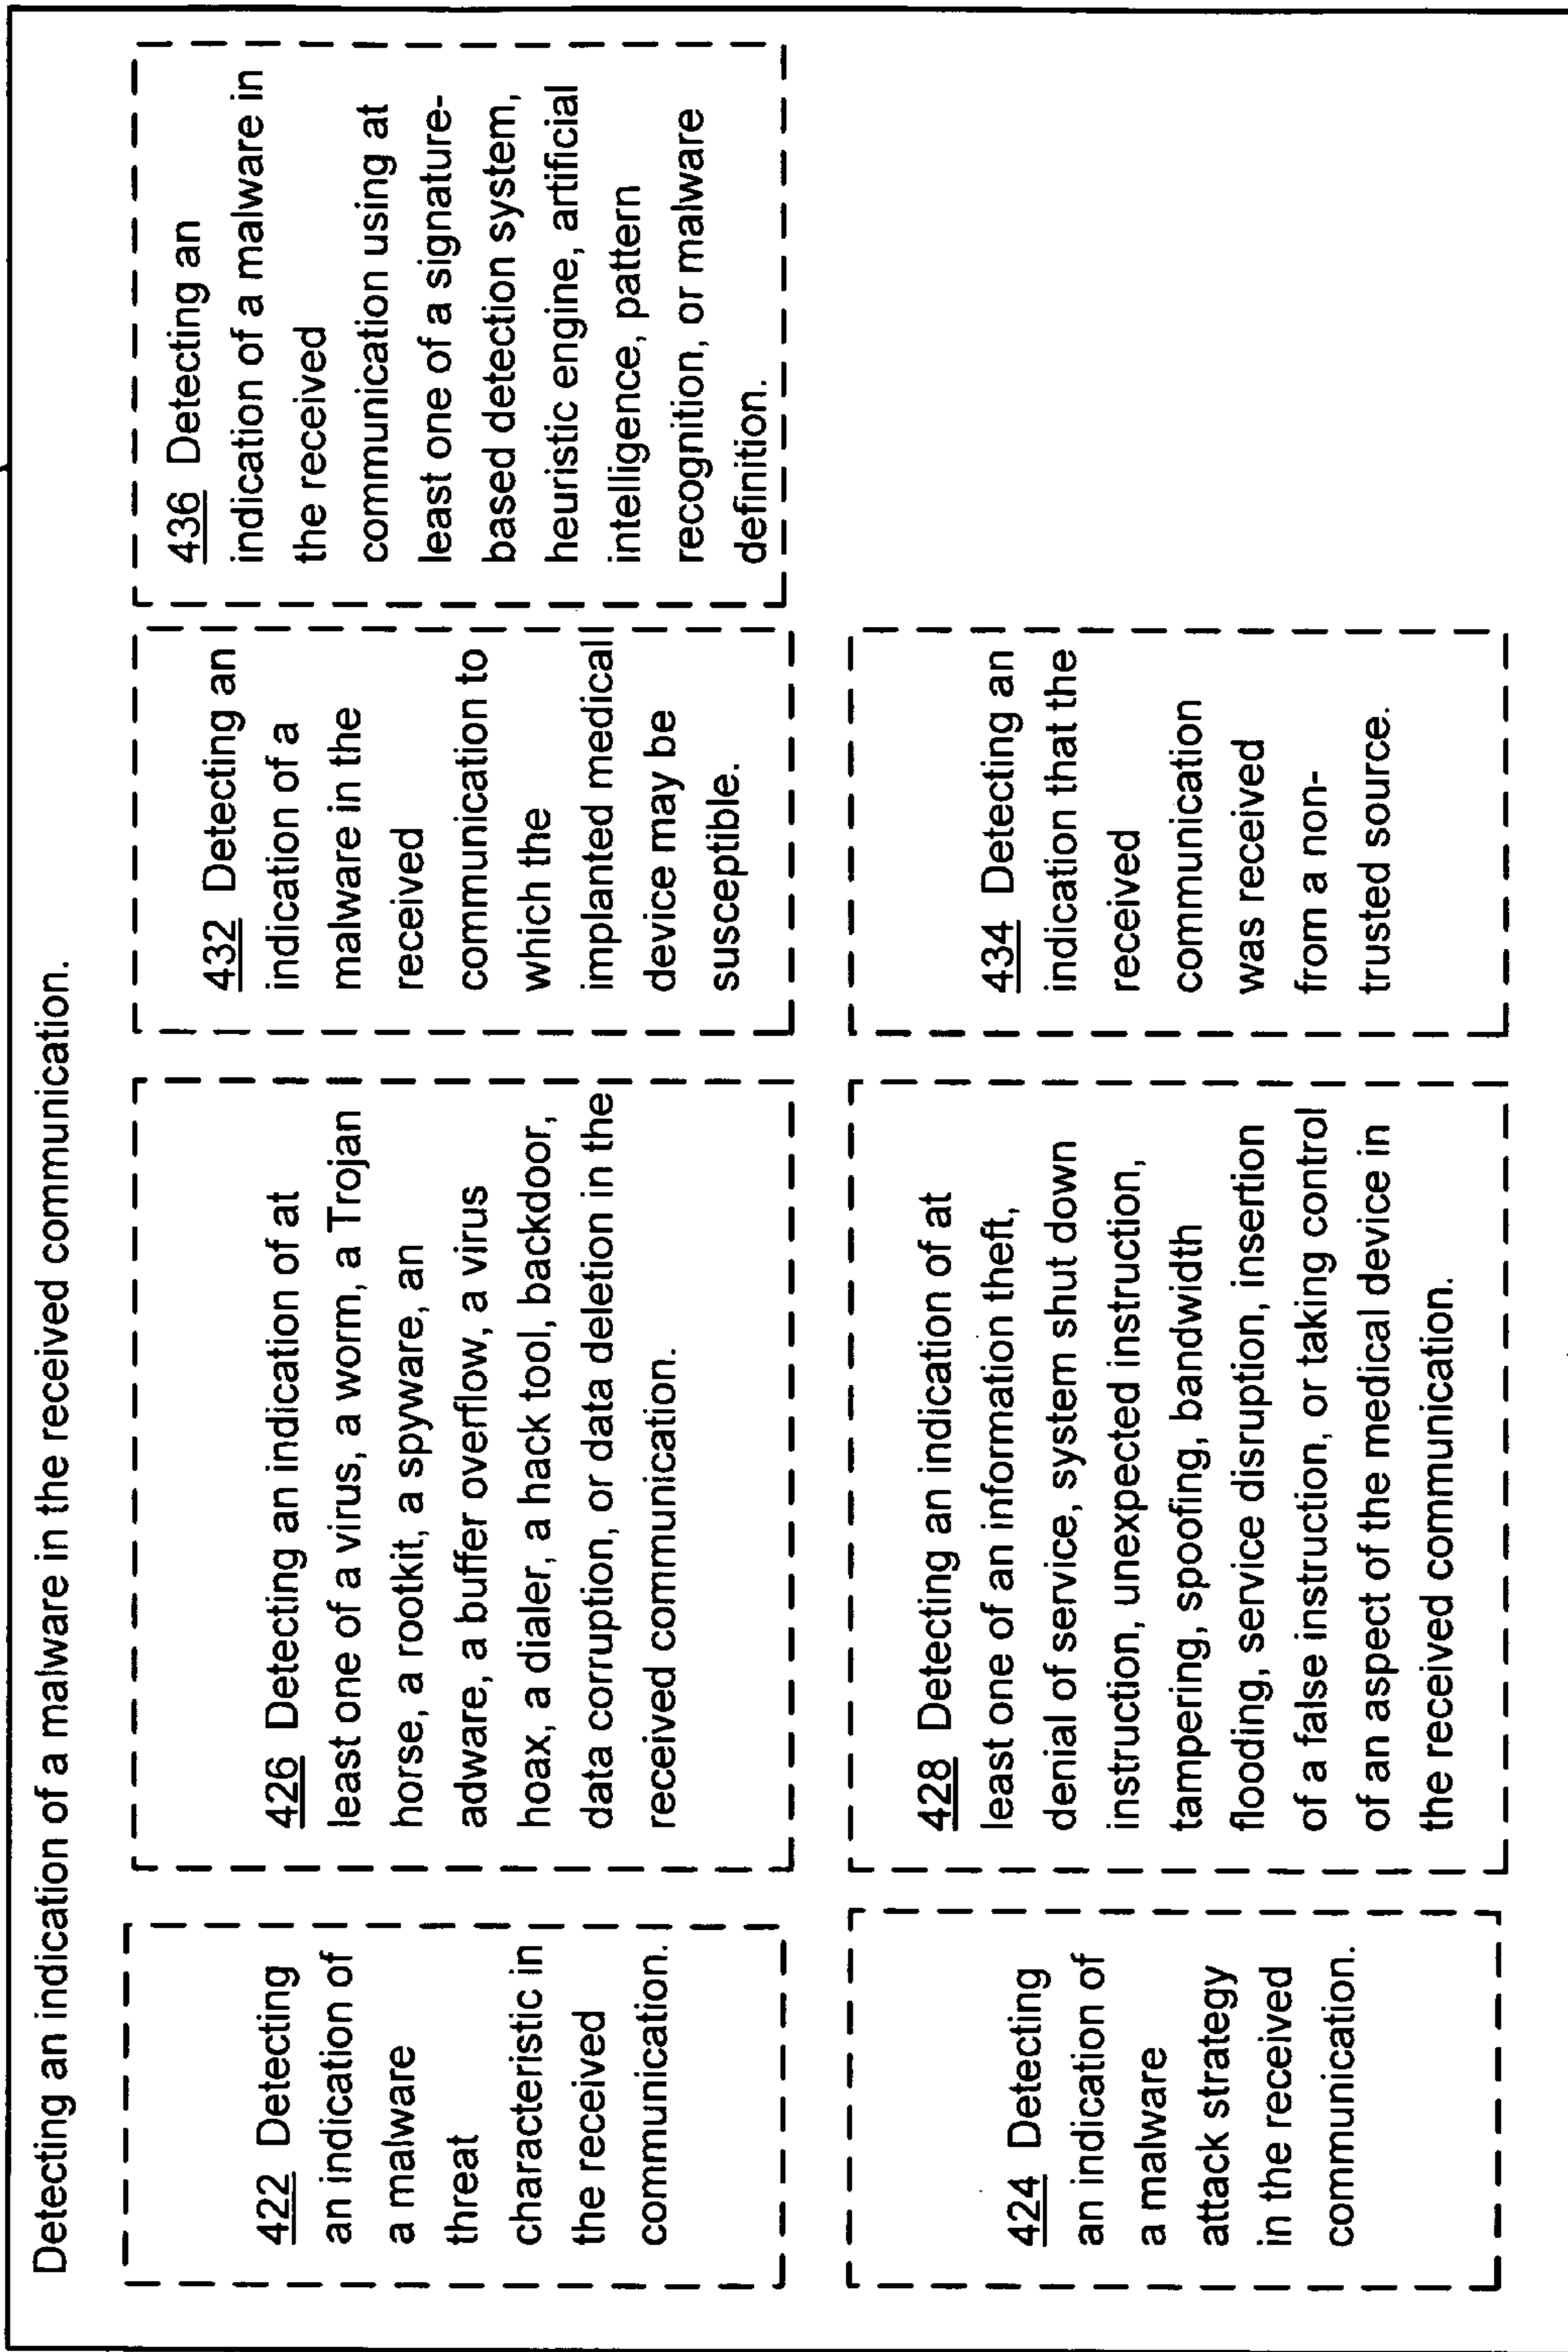 Detecting an indication of a malware in the received communication.
422 Detecting
an indication of
a malware
threat
characteristic in
the received
communication.
426 Detecting an indication of at
least one of a virus, a worm, a Trojan
horse, a rootkit, a spyware, an
adware, a buffer overflow, a virus
hoax, a dialer, a hack tool, backdoor,
data corruption, or data deletion in the
received communication.
432 Detecting an
indication of a
malware in the
received
communication to
which the
implanted medical
device may be
susceptible.
436 Detecting an
indication of a malware in
the received
communication using at
least one of a signature-
based detection system,
heuristic engine, artificial
intelligence, pattern
recognition, or malware
definition.
424 Detecting
an indication of
a malware
attack strategy
in the received
communication.
428 Detecting an indication of at
least one of an information theft,
denial of service, system shut down
instruction, unexpected instruction,
tampering, spoofing, bandwidth
flooding, service disruption, insertion
of a false instruction, or taking control
of an aspect of the medical device in
the received communication.
434 Detecting an
indication that the
received
communication
was received
from a non-
trusted source.